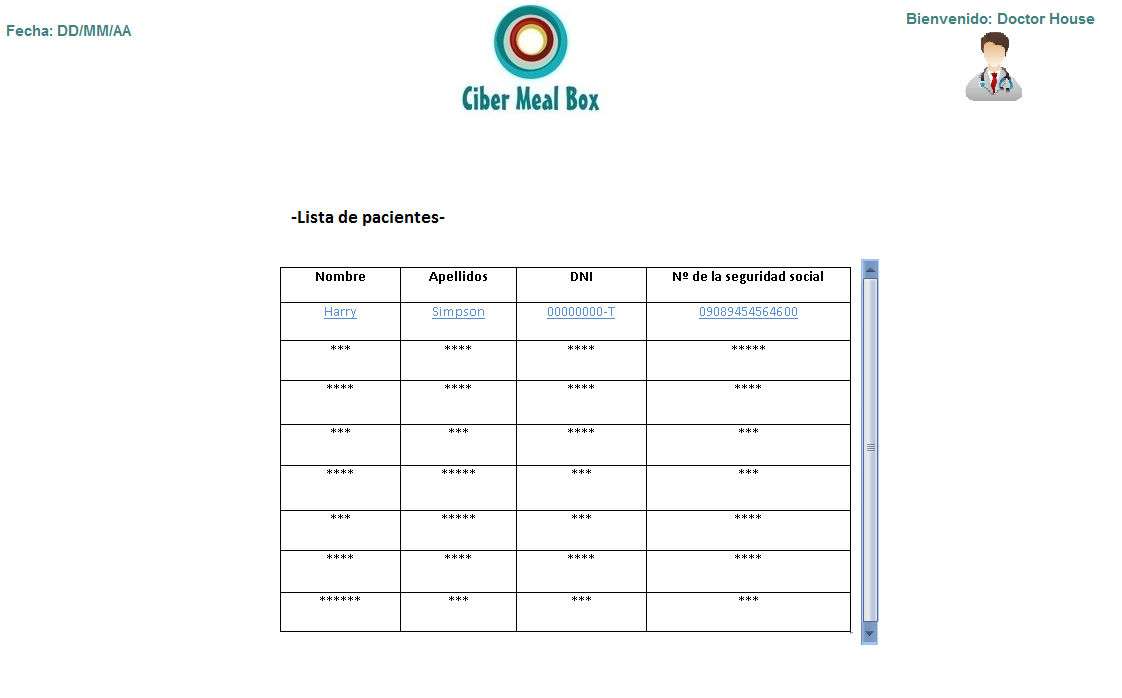 Fecha: DD/MM/AA
Bienvenido: Doctor House
Ciber Meal Box
-Lista de pacientes-
Nombre Apellidos DNI Nº de la seguridad social
Harry Simpson 00000000-T 09089454564600
*** **** **** *****
**** **** **** ****
*** *** **** ***
**** ***** *** ***
*** ***** *** ****
**** **** **** ****
****** *** *** ***